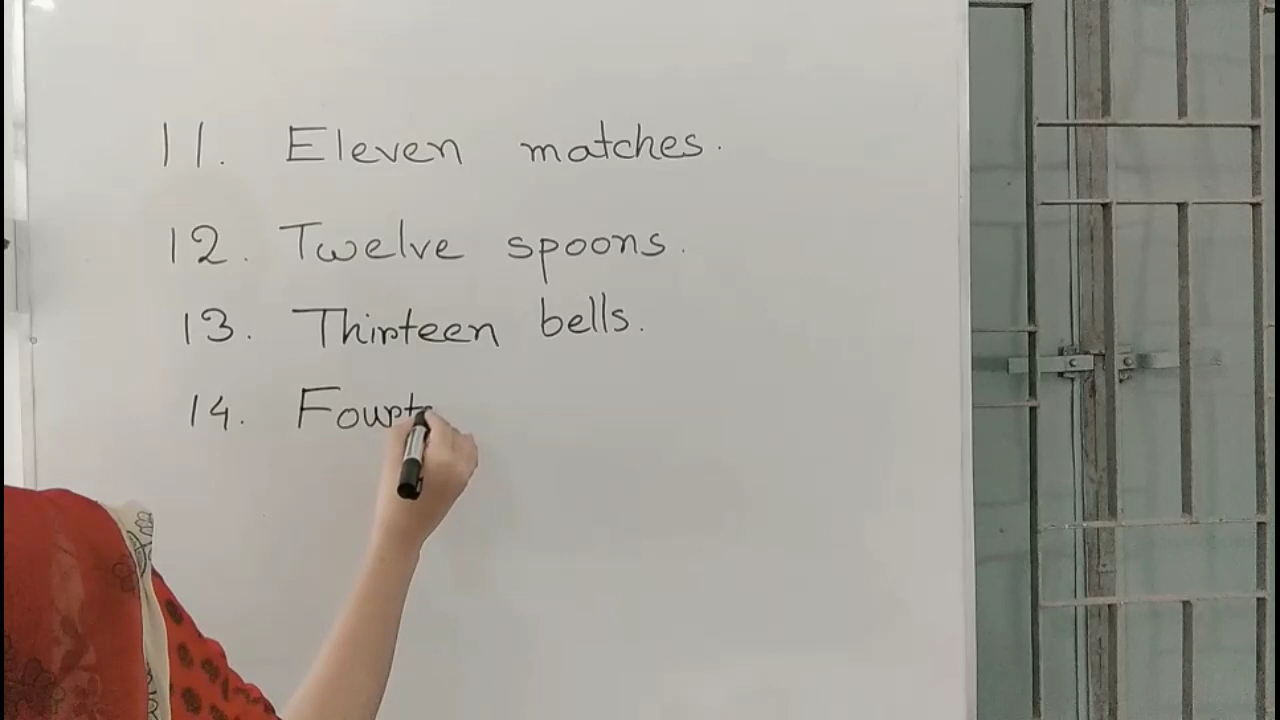 11. Eleven matches.
12. Twelve spoons.
13. Thirteen bells.
14. Fourt